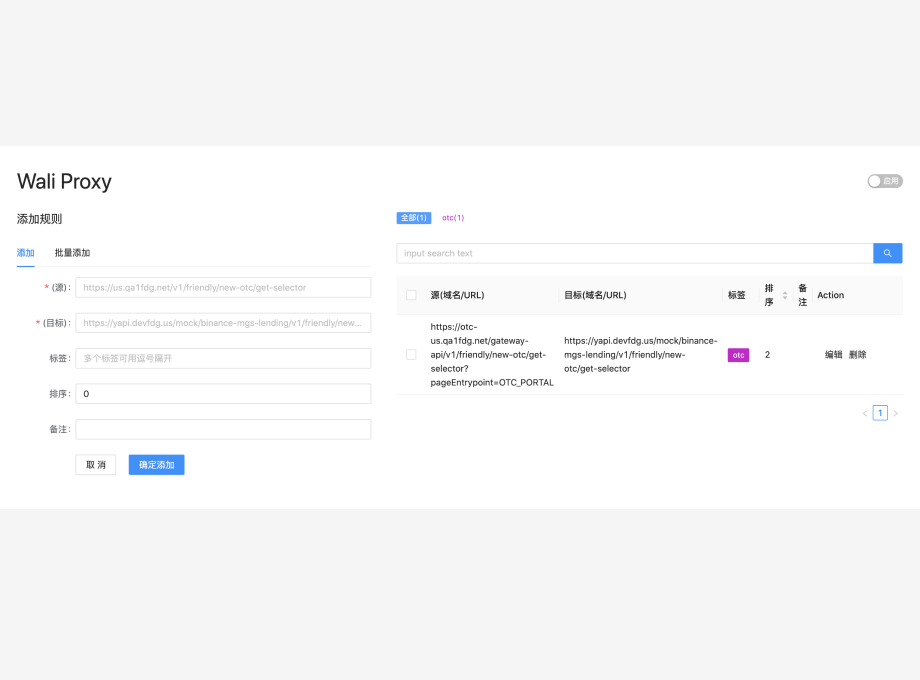 Wali Proxy
启用
添加规则
添加 批量添加
* (源): https://us.qa1fdg.net/v1/friendly/new-otc/get-selector
* (目标): https://yapi.devfdg.us/mock/binance-mgs-lending/v1/friendly/new...
标签: 多个标签可用逗号隔开
排序: 0
备注:
取 消 确定添加
全部(1) otc(1)
input search text
源(域名/URL) 目标(域名/URL) 标签 排序 备注 Action
https://otc-
us.qa1fdg.net/gateway-
api/v1/friendly/new-otc/get-
selector?
pageEntrypoint=OTC_PORTAL
https://yapi.devfdg.us/mock/binance-
mgs-lending/v1/friendly/new-
otc/get-selector
otc 2 编辑 删除
< 1 >